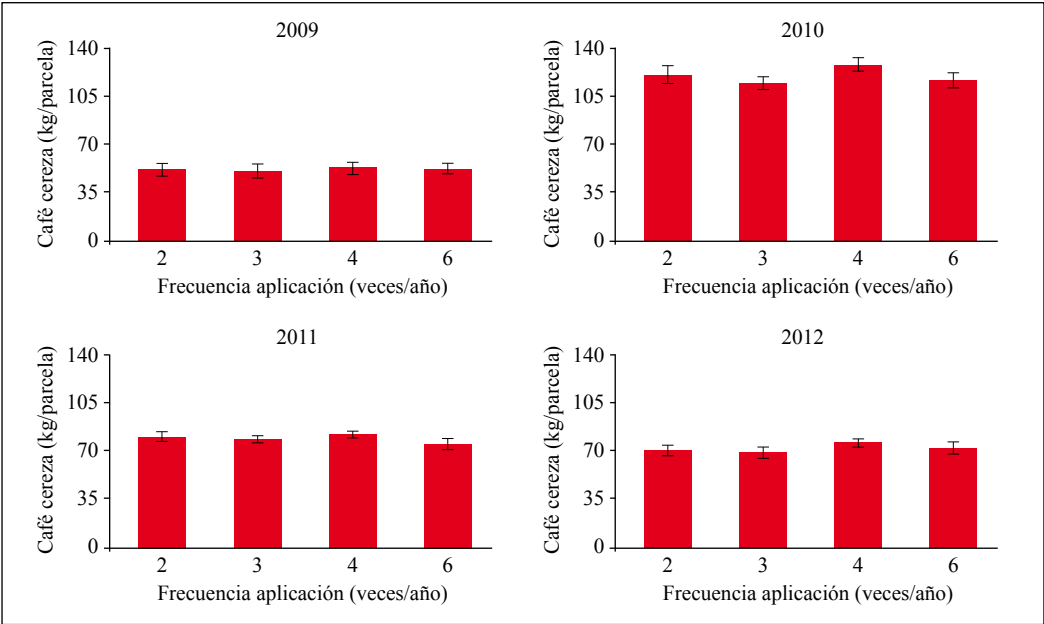 2009
Café cereza (kg/parcela)
140
105
70
35
0
2 3 4 6
Frecuencia aplicación (veces/año)
2010
Café cereza (kg/parcela)
140
105
70
35
0
2 3 4 6
Frecuencia aplicación (veces/año)
2011
Café cereza (kg/parcela)
140
105
70
35
0
2 3 4 6
Frecuencia aplicación (veces/año)
2012
Café cereza (kg/parcela)
140
105
70
35
0
2 3 4 6
Frecuencia aplicación (veces/año)